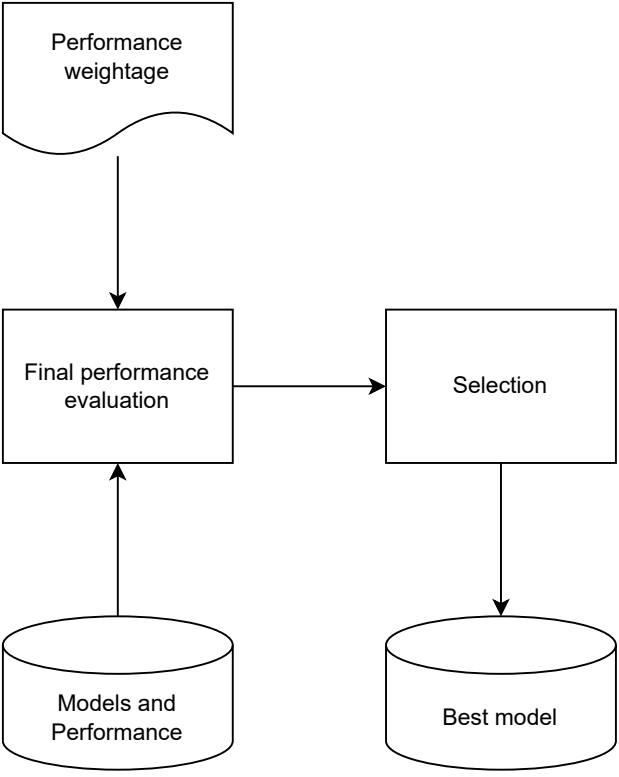 Performance
weightage
Final performance
evaluation
Selection
Models and
Performance
Best model